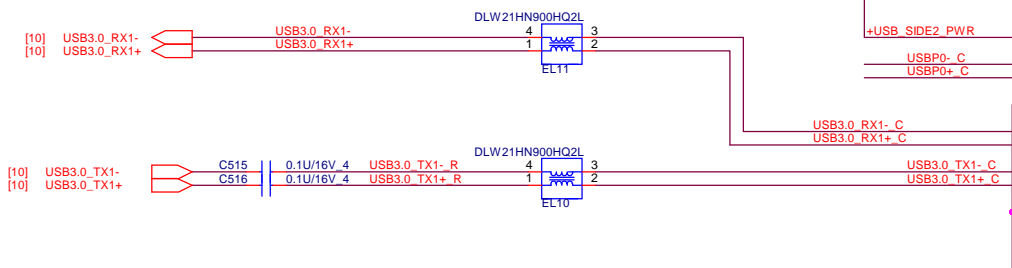 DLW21HN900HQ2L
[10] USB3.0_RX1- USB3.0_RX1- 4 3 +USB_SIDE2_PWR
[10] USB3.0_RX1+ USB3.0_RX1+ 1 2
EL11
USBP0-_C
USBP0+_C
USB3.0_RX1-_C
USB3.0_RX1+_C
DLW21HN900HQ2L
[10] USB3.0_TX1- C515 0.1U/16V_4 USB3.0_TX1-_R 4 3 USB3.0_TX1-_C
[10] USB3.0_TX1+ C516 0.1U/16V_4 USB3.0_TX1+_R 1 2 USB3.0_TX1+_C
EL10